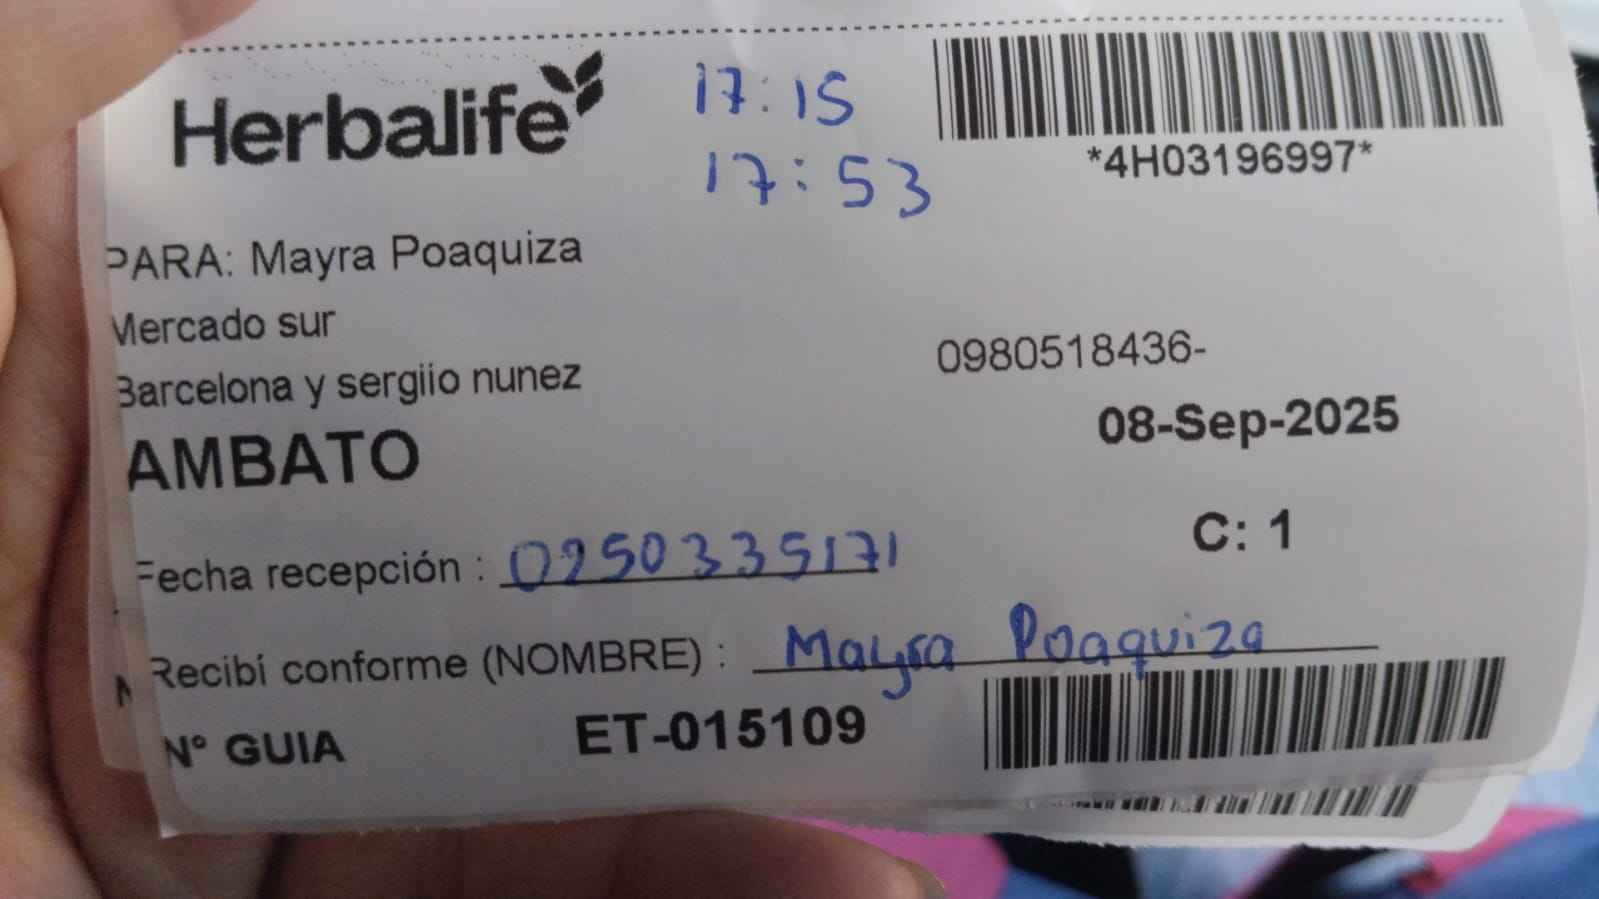 Herbalife
17:15
17:53
*4H03196997*
PARA: Mayra Poaquiza
Mercado sur
Barcelona y sergiio nunez
0980518436-
AMBATO
08-Sep-2025
C: 1
Fecha recepción : 0250335171
Recibí conforme (NOMBRE) : Mayra Poaquiza
N° GUIA ET-015109